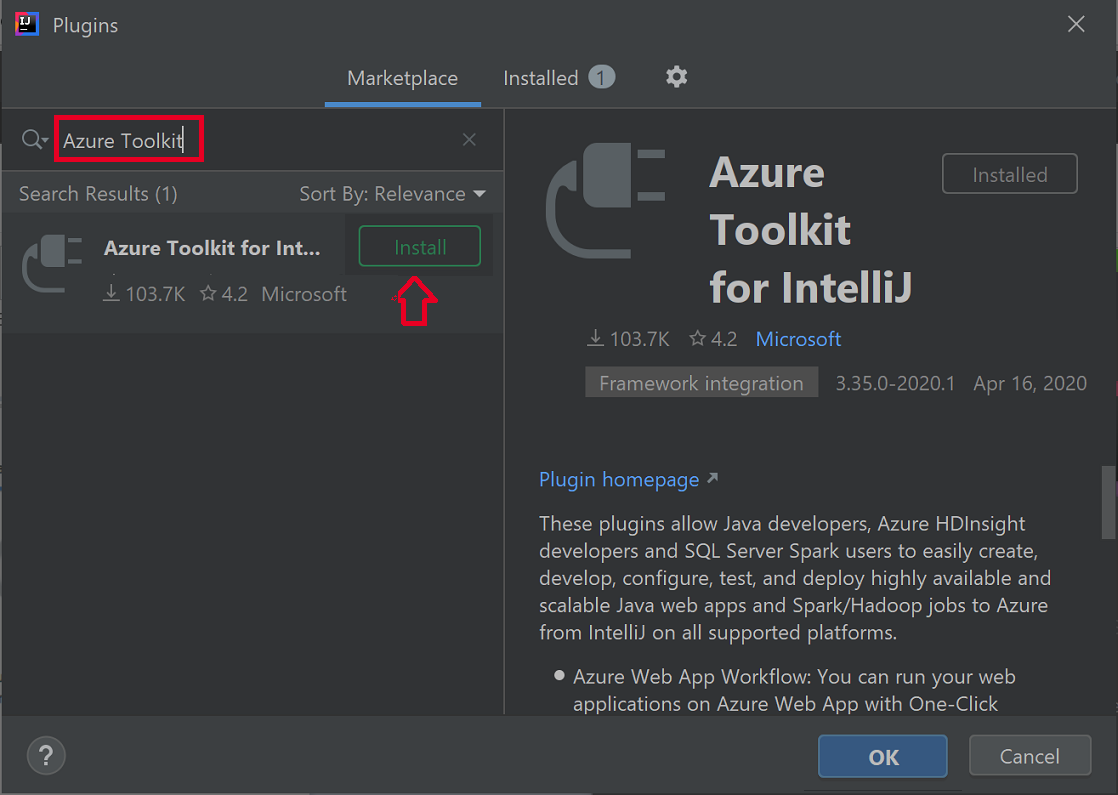 IJ
Plugins
Marketplace
Installed 1
Azure Toolkit
Search Results (1)
Sort By: Relevance
Azure Toolkit for Int...
Install
103.7K
4.2
Microsoft
Azure
Toolkit
for IntelliJ
Installed
103.7K
4.2
Microsoft
Framework integration
3.35.0-2020.1
Apr 16, 2020
Plugin homepage
These plugins allow Java developers, Azure HDInsight
developers and SQL Server Spark users to easily create,
develop, configure, test, and deploy highly available and
scalable Java web apps and Spark/Hadoop jobs to Azure
from IntelliJ on all supported platforms.
Azure Web App Workflow: You can run your web
applications on Azure Web App with One-Click
?
OK
Cancel